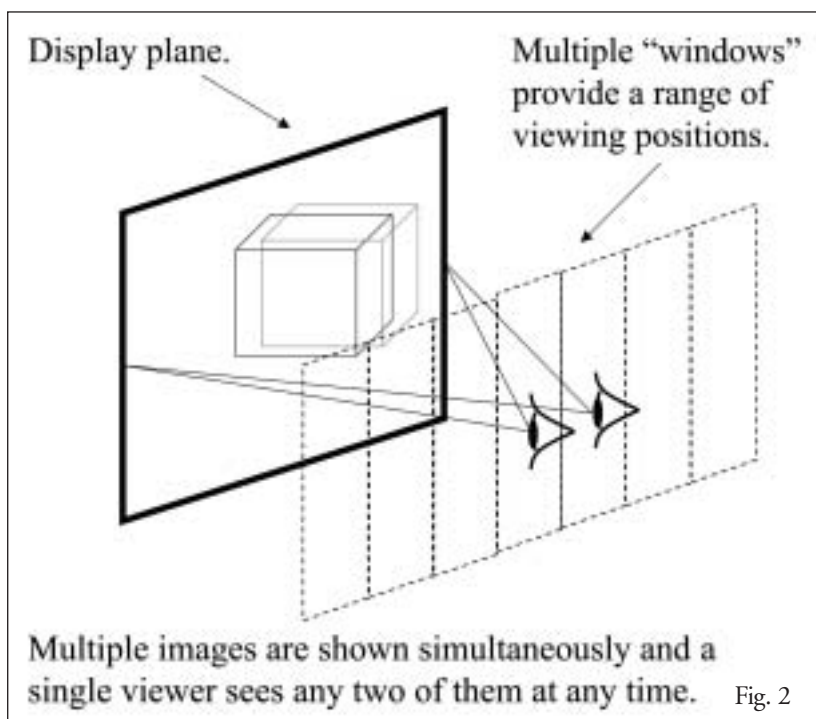 Display plane.
Multiple “windows”
provide a range of
viewing positions.
Multiple images are shown simultaneously and a
single viewer sees any two of them at any time.
Fig. 2